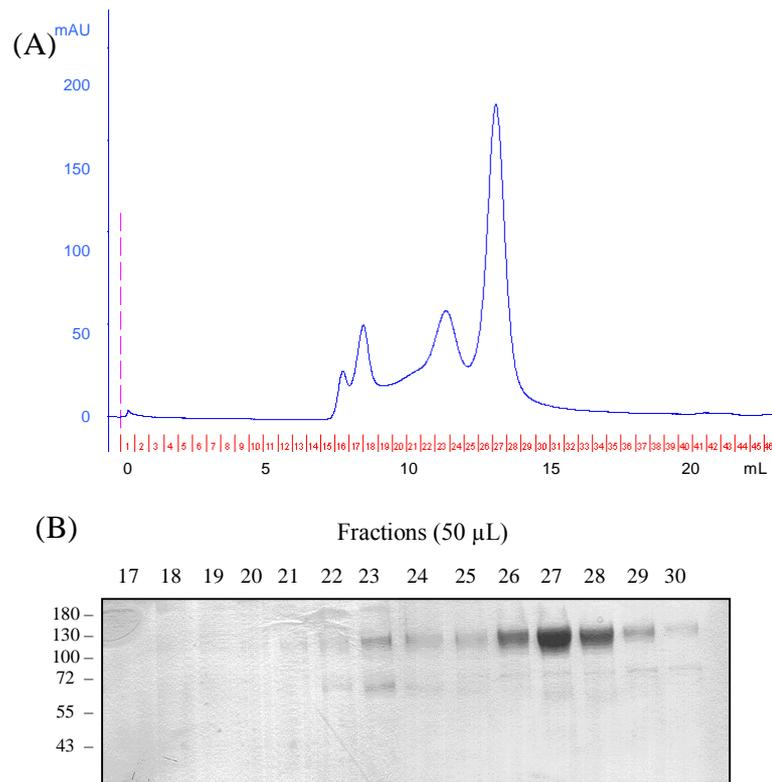 (A)
mAU
200
150
100
50
0
1 2 3 4 5 6 7 8 9 10 11 12 13 14 15 16 17 18 19 20 21 22 23 24 25 26 27 28 29 30 31 32 33 34 35 36 37 38 39 40 41 42 43 44 45 46
0 5 10 15 20 mL
(B)
Fractions (50 µL)
17 18 19 20 21 22 23 24 25 26 27 28 29 30
180 –
130 –
100 –
72 –
55 –
43 –